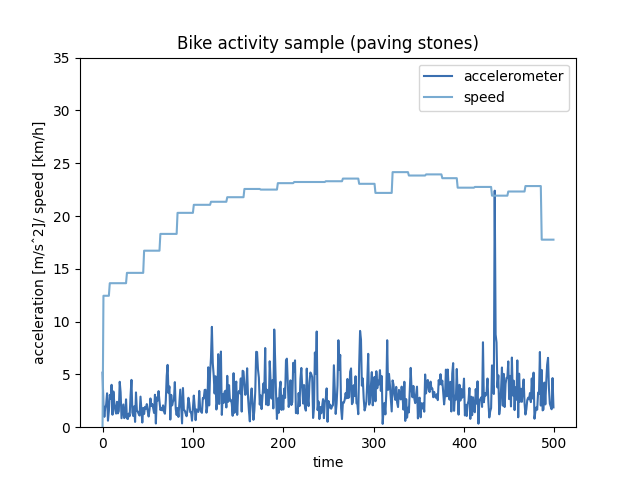 Bike activity sample (paving stones)
accelerometer
speed
acceleration [m/s^2]/ speed [km/h]
35
30
25
20
15
10
5
0
0 100 200 300 400 500
time